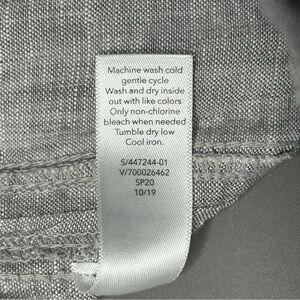 Machine wash cold
gentle cycle
Wash and dry inside
out with like colors
Only non-chlorine
bleach when needed
Tumble dry low
Cool iron.
S/447244-01
V/700026462
SP20
10/19